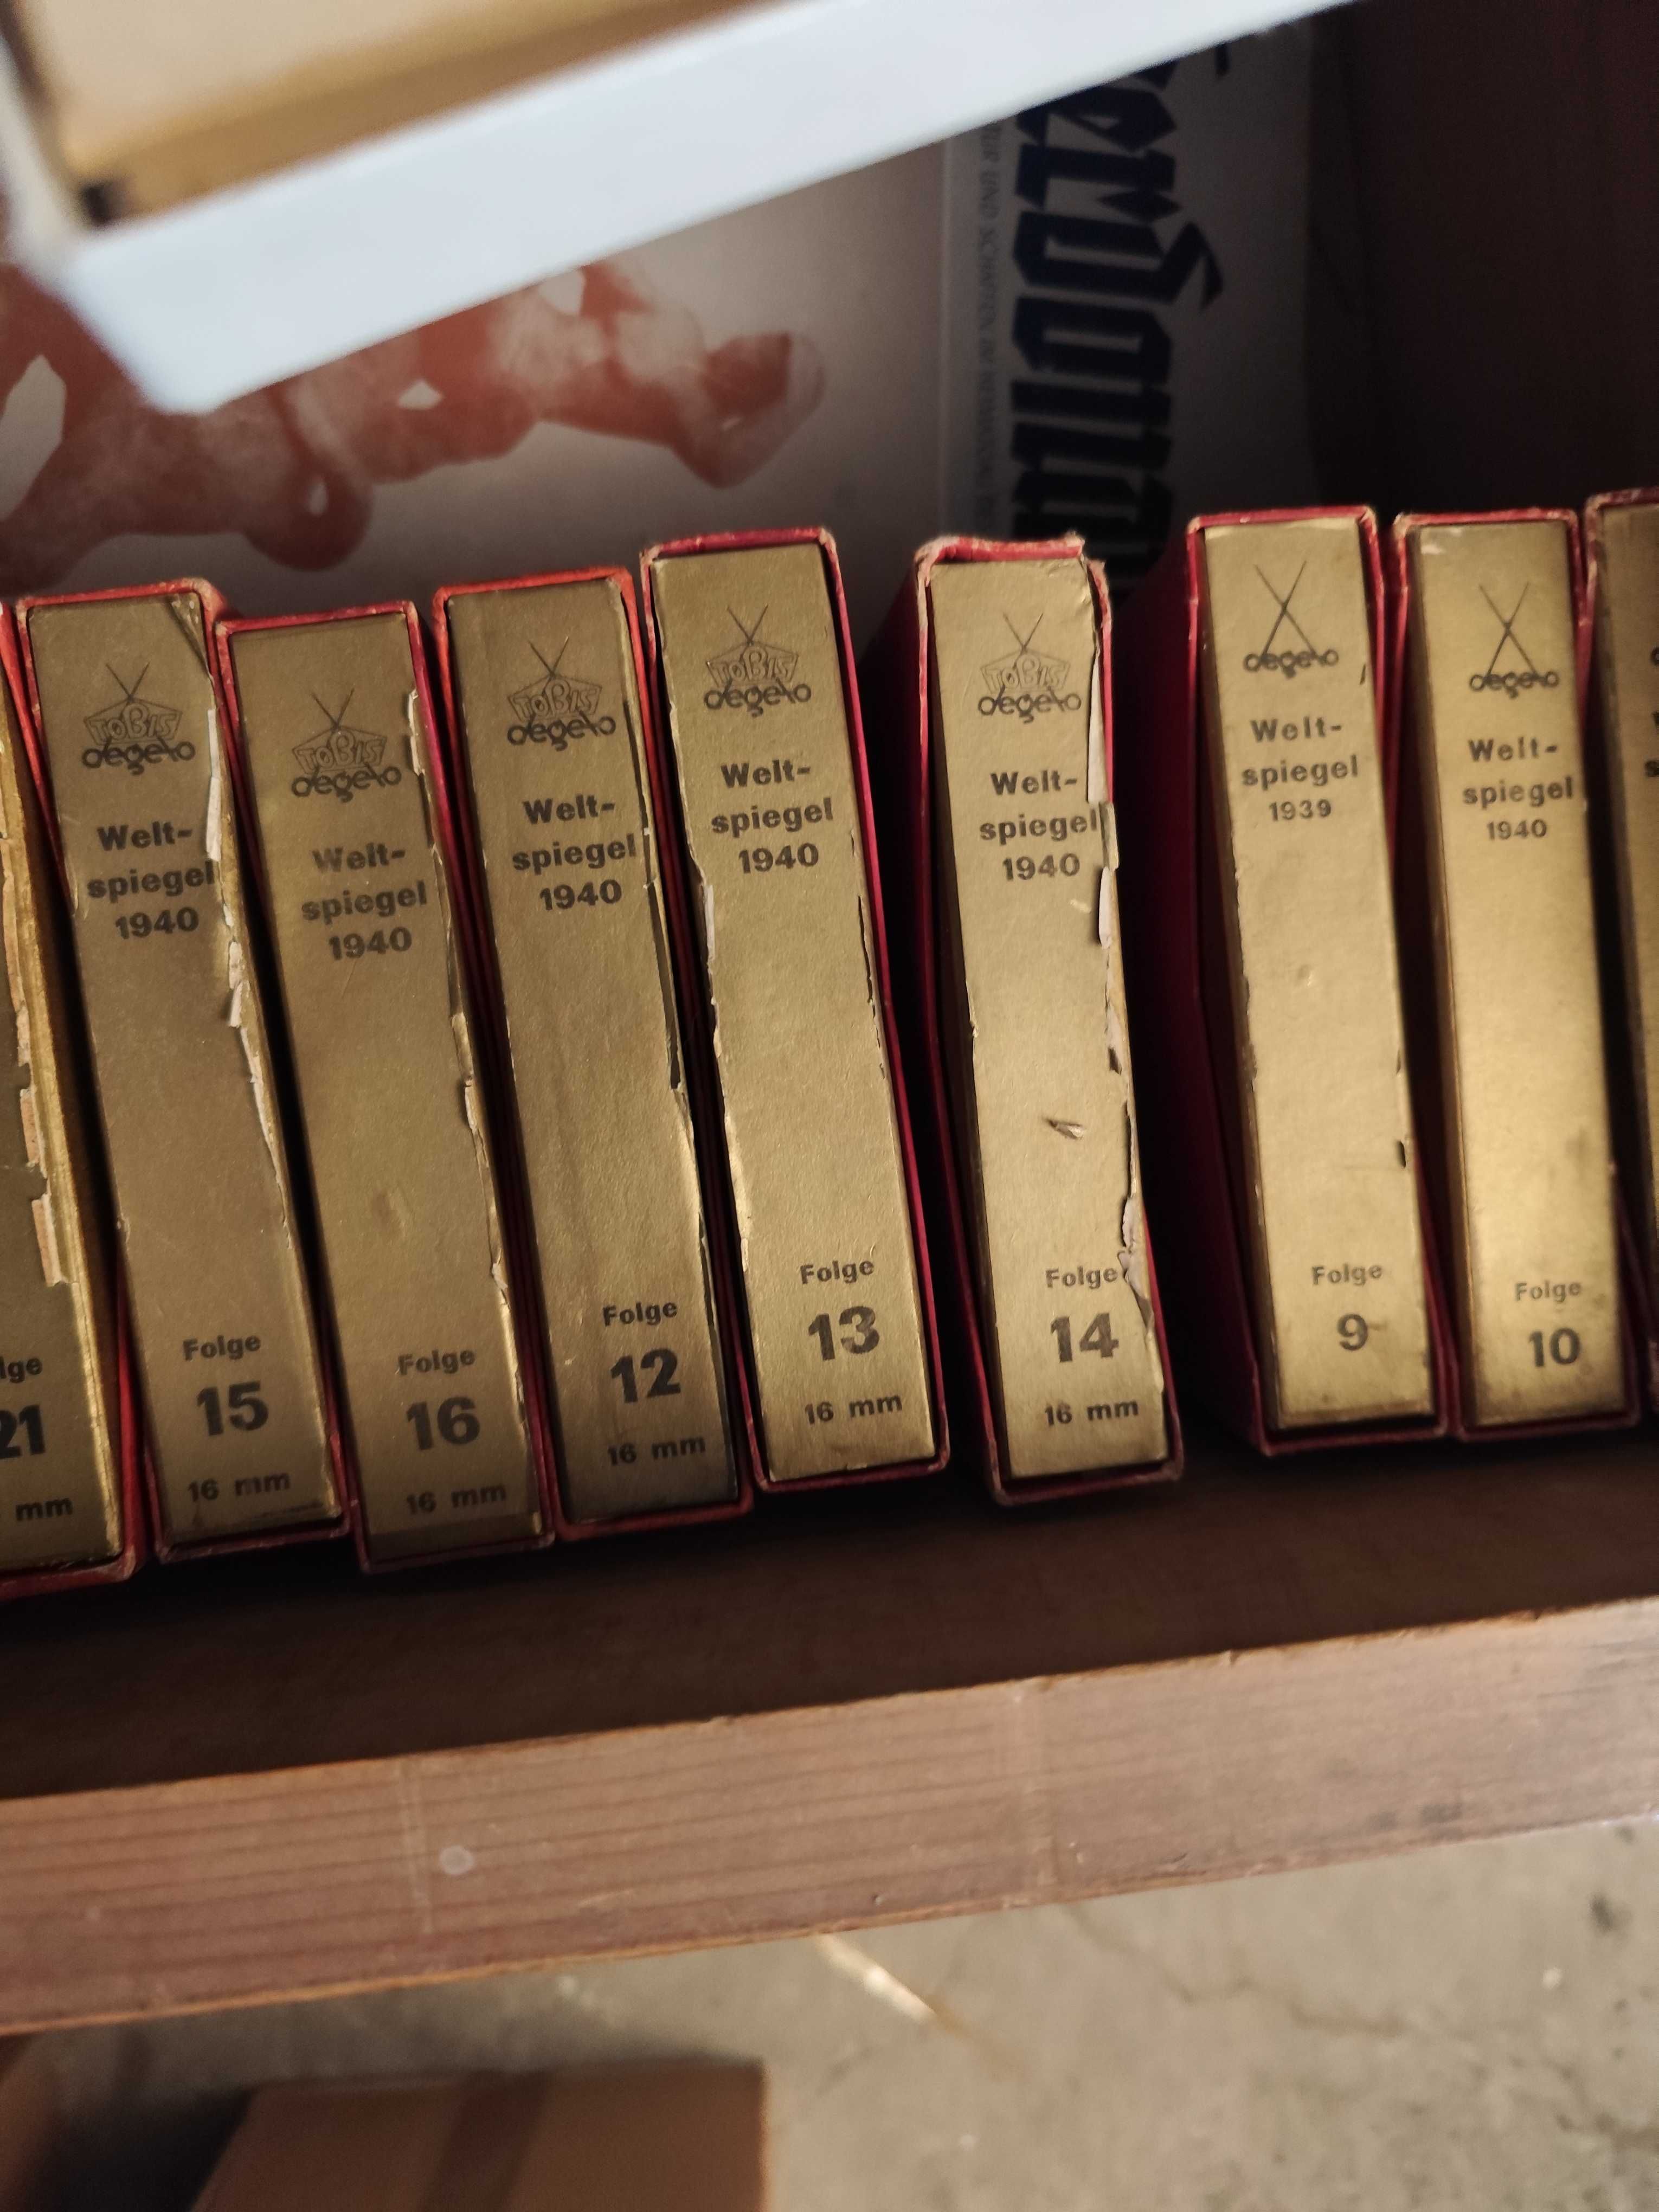 21
mm
TOBIS
degeto
Welt-
spiegel
1940
Folge
15
16 mm
TOBIS
degeto
Welt-
spiegel
1940
Folge
16
16 mm
TOBIS
degeto
Welt-
spiegel
1940
Folge
12
16 mm
TOBIS
degeto
Welt-
spiegel
1940
Folge
13
16 mm
TOBIS
degeto
Welt-
spiegel
1940
Folge
14
16 mm
degeto
Welt-
spiegel
1939
Folge
9
degeto
Welt-
spiegel
1940
Folge
10
UND